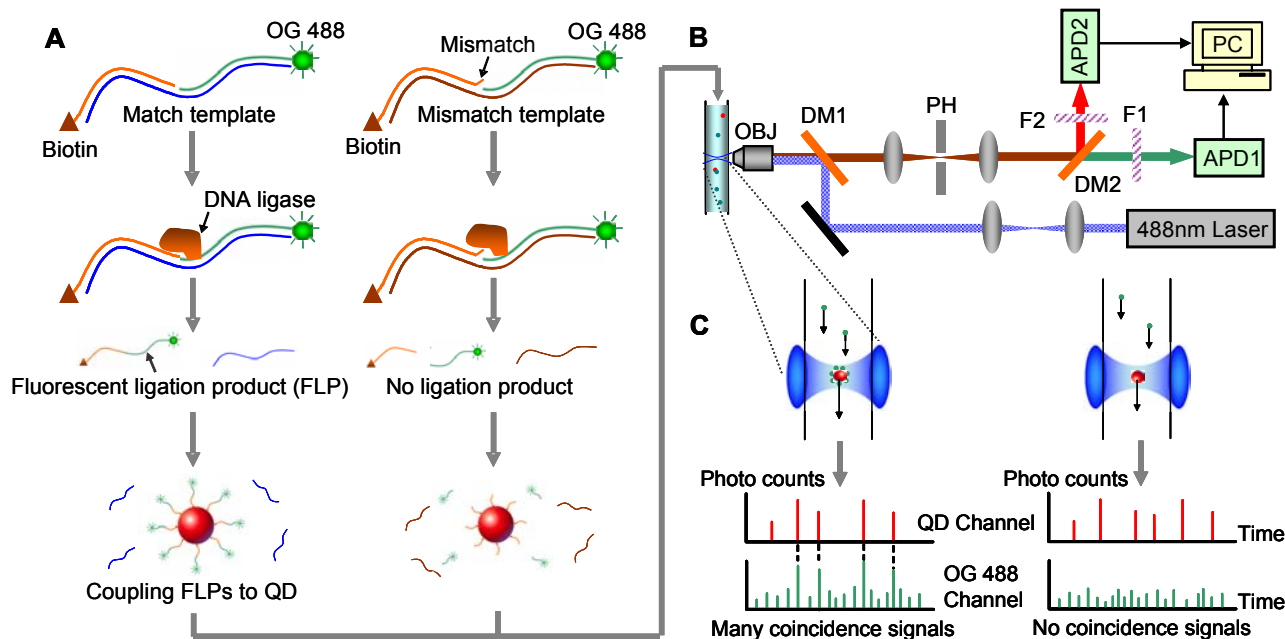 A
OG 488
Mismatch
OG 488
Match template
Mismatch template
Biotin
Biotin
DNA ligase
Fluorescent ligation product (FLP)
No ligation product
Coupling FLPs to QD
B
APD2
PC
DM1
PH
F2
F1
OBJ
APD1
DM2
488nm Laser
C
Photo counts
Photo counts
QD Channel
Time
OG 488
Channel
Time
Many coincidence signals
No coincidence signals